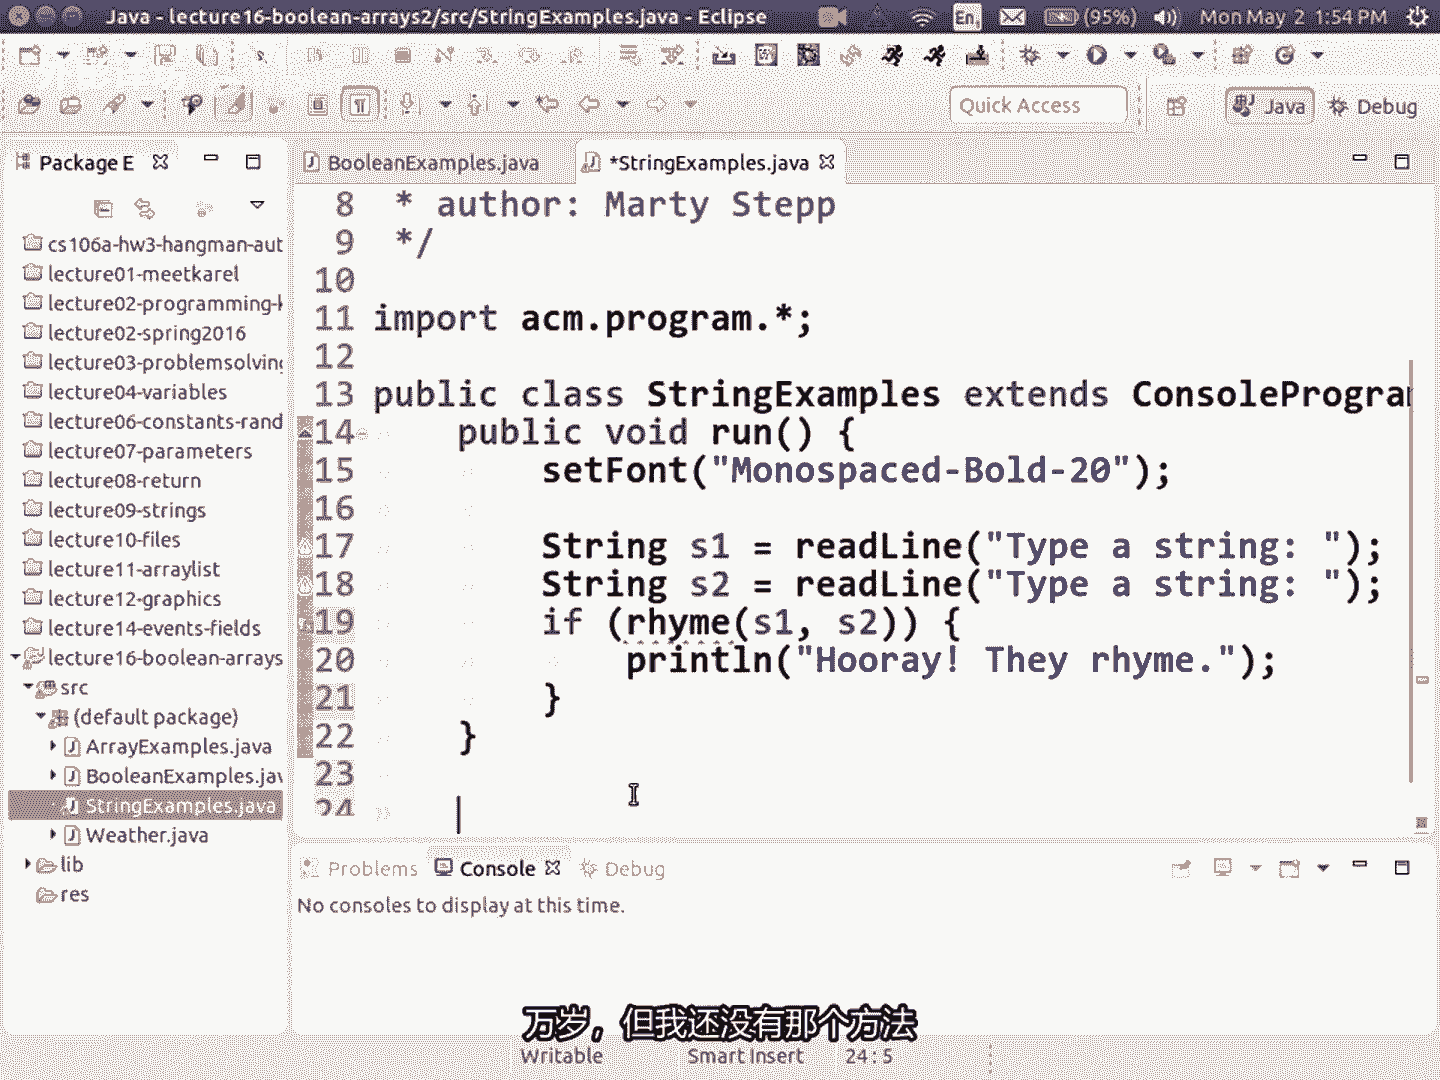 Java - lecture16-boolean-arrays2/src/StringExamples.java - Eclipse
En
(95%)
Mon May 2 1:54 PM
Quick Access
Java
Debug
Package E
BooleanExamples.java
*StringExamples.java
cs106a-hw3-hangman-aut
lecture01-meetkarel
lecture02-programming-
lecture02-spring2016
lecture03-problemsolving
lecture04-variables
lecture06-constants-rand
lecture07-parameters
lecture08-return
lecture09-strings
lecture10-files
lecture11-arraylist
lecture12-graphics
lecture14-events-fields
lecture16-boolean-arrays
src
(default package)
ArrayExamples.java
BooleanExamples.jav
StringExamples.java
Weather.java
lib
res
8 * author: Marty Stepp
9 */
10
11 import acm.program.*;
12
13 public class StringExamples extends ConsoleProgram
14 public void run() {
15 setFont("Monospaced-Bold-20");
16
17 String s1 = readLine("Type a string: ");
18 String s2 = readLine("Type a string: ");
19 if (rhyme(s1, s2)) {
20 println("Hooray! They rhyme.");
21 }
22 }
23
24
Problems
Console
Debug
No consoles to display at this time.
万岁，但我还没有那个方法
Writable
Smart Insert
24 : 5